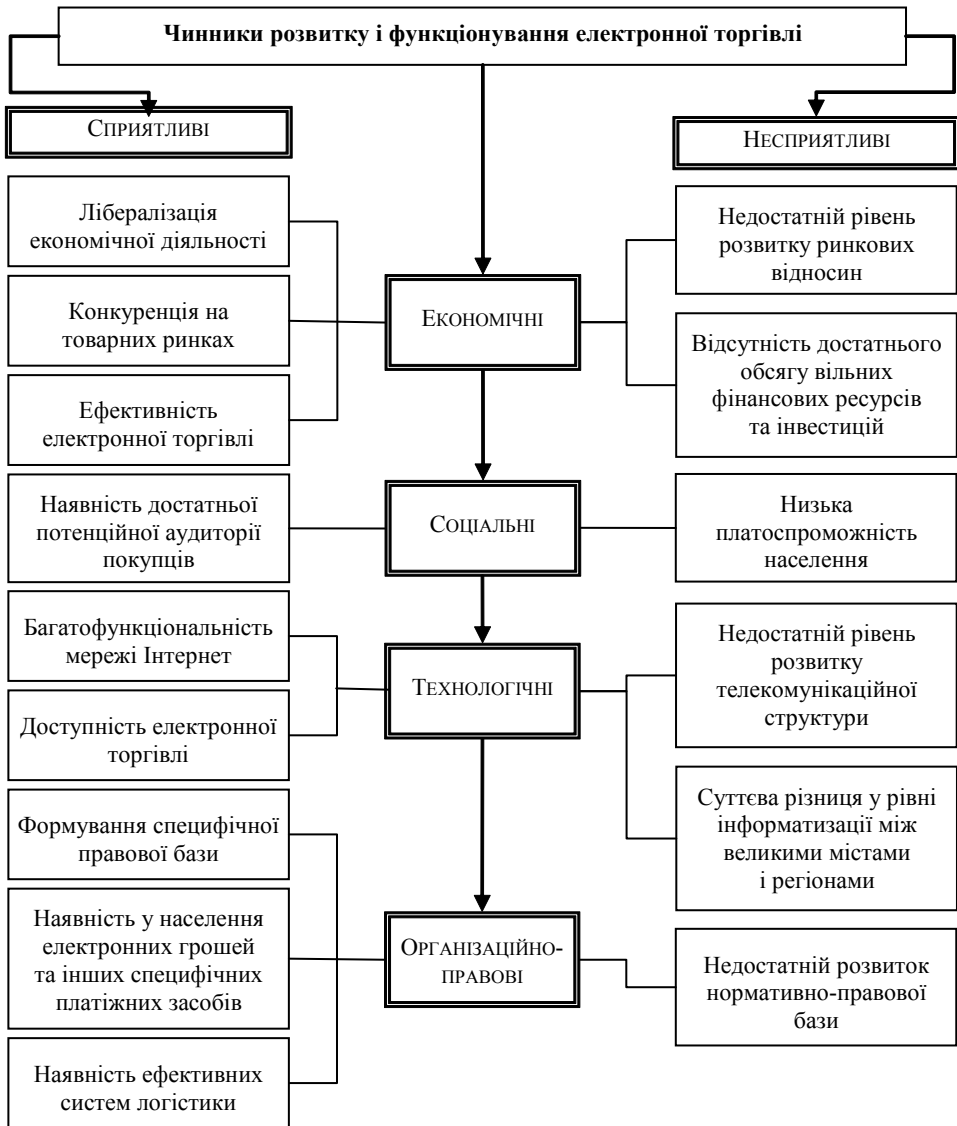 Чинники розвитку і функціонування електронної торгівлі
СПРИЯТЛИВІ
НЕСПРИЯТЛИВІ
Лібералізація
економічної діяльності
Конкуренція на
товарних ринках
Ефективність
електронної торгівлі
ЕКОНОМІЧНІ
Недостатній рівень
розвитку ринкових
відносин
Відсутність достатнього
обсягу вільних
фінансових ресурсів
та інвестицій
Наявність достатньої
потенційної аудиторії
покупців
СОЦІАЛЬНІ
Низька
платоспроможність
населення
Багатофункціональність
мережі Інтернет
Доступність електронної
торгівлі
ТЕХНОЛОГІЧНІ
Недостатній рівень
розвитку
телекомунікаційної
структури
Суттєва різниця у рівні
інформатизації між
великими містами
і регіонами
Формування специфічної
правової бази
Наявність у населення
електронних грошей
та інших специфічних
платіжних засобів
Наявність ефективних
систем логістики
ОРГАНІЗАЦІЙНО-
ПРАВОВІ
Недостатній розвиток
нормативно-правової
бази